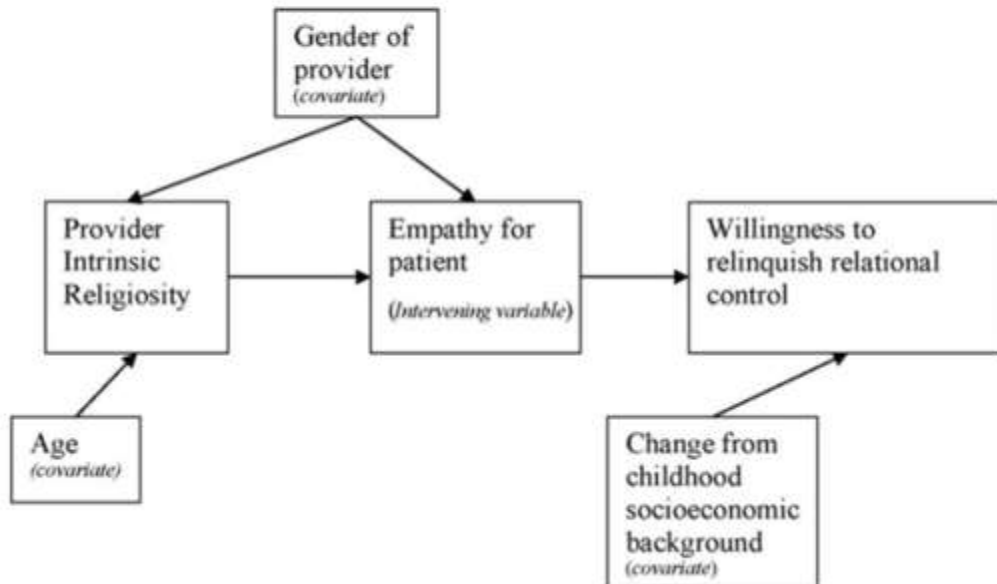 Gender of
provider
(covariate)
Provider
Intrinsic
Religiosity
Empathy for
patient
(Intervening variable)
Willingness to
relinquish relational
control
Age
(covariate)
Change from
childhood
socioeconomic
background
(covariate)